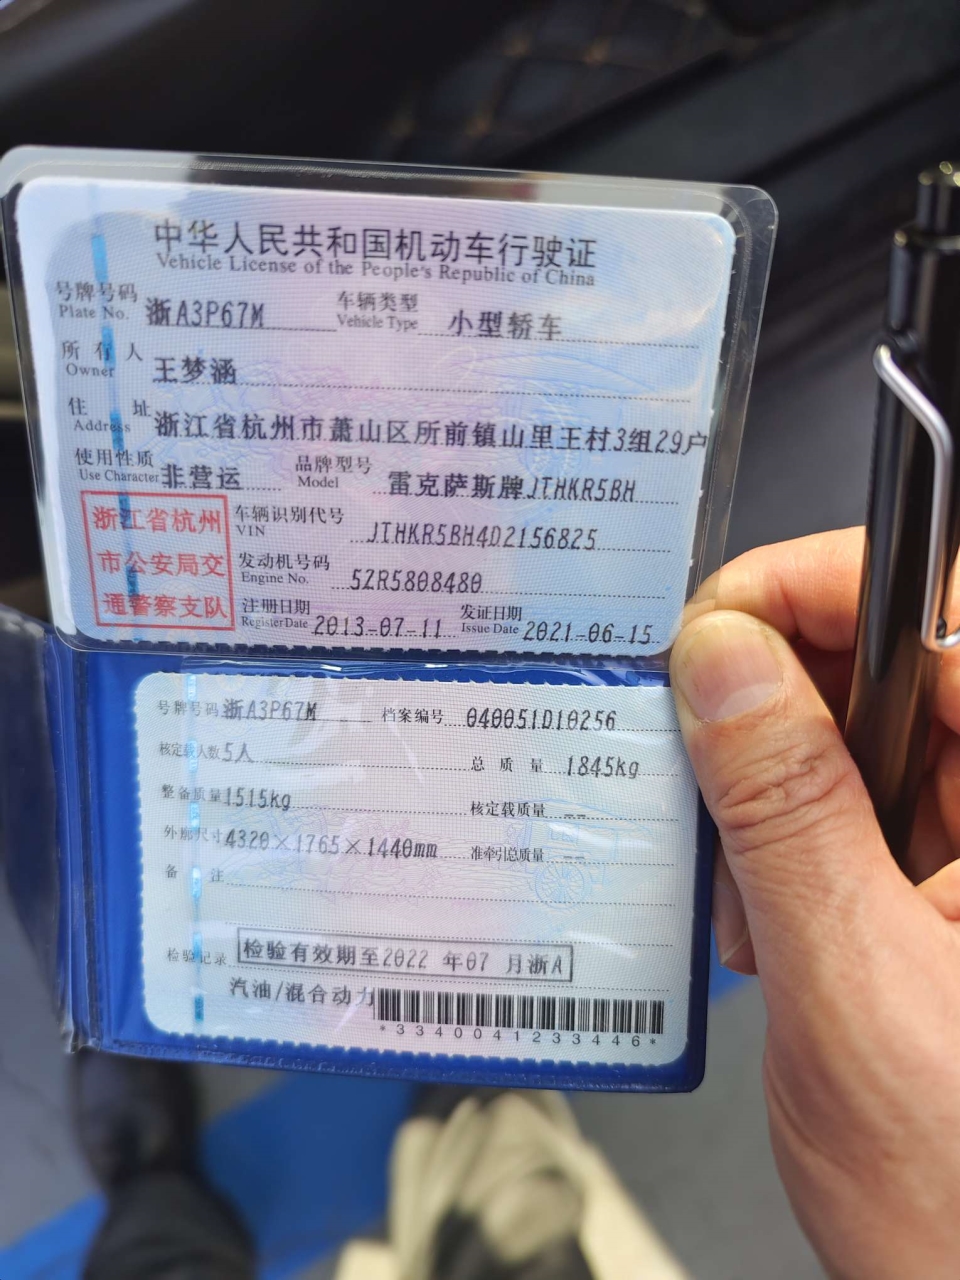 中华人民共和国机动车行驶证
Vehicle License of the People's Republic of China
号牌号码 Plate No. 浙A3P67M 车辆类型 Vehicle Type 小型轿车
所有人 Owner 王梦涵
住址 Address 浙江省杭州市萧山区所前镇山里王村3组29户
使用性质 Use Character 非营运 品牌型号 Model 雷克萨斯牌JTHKR5BH
浙江省杭州市公安局交通警察支队
车辆识别代号 VIN JTHKR5BH4D2156825
发动机号码 Engine No. 5ZR5808480
注册日期 Register Date 2013-07-11 发证日期 Issue Date 2021-06-15
号牌号码 浙A3P67M 档案编号 040051D10256
核定载人数 5人 总质量 1845kg
整备质量 1515kg 核定载质量 --
外廓尺寸 4320×1765×1440mm 准牵引总质量 --
备注
检验记录 检验有效期至2022年07月浙A
汽油/混合动力
*3340041233446*